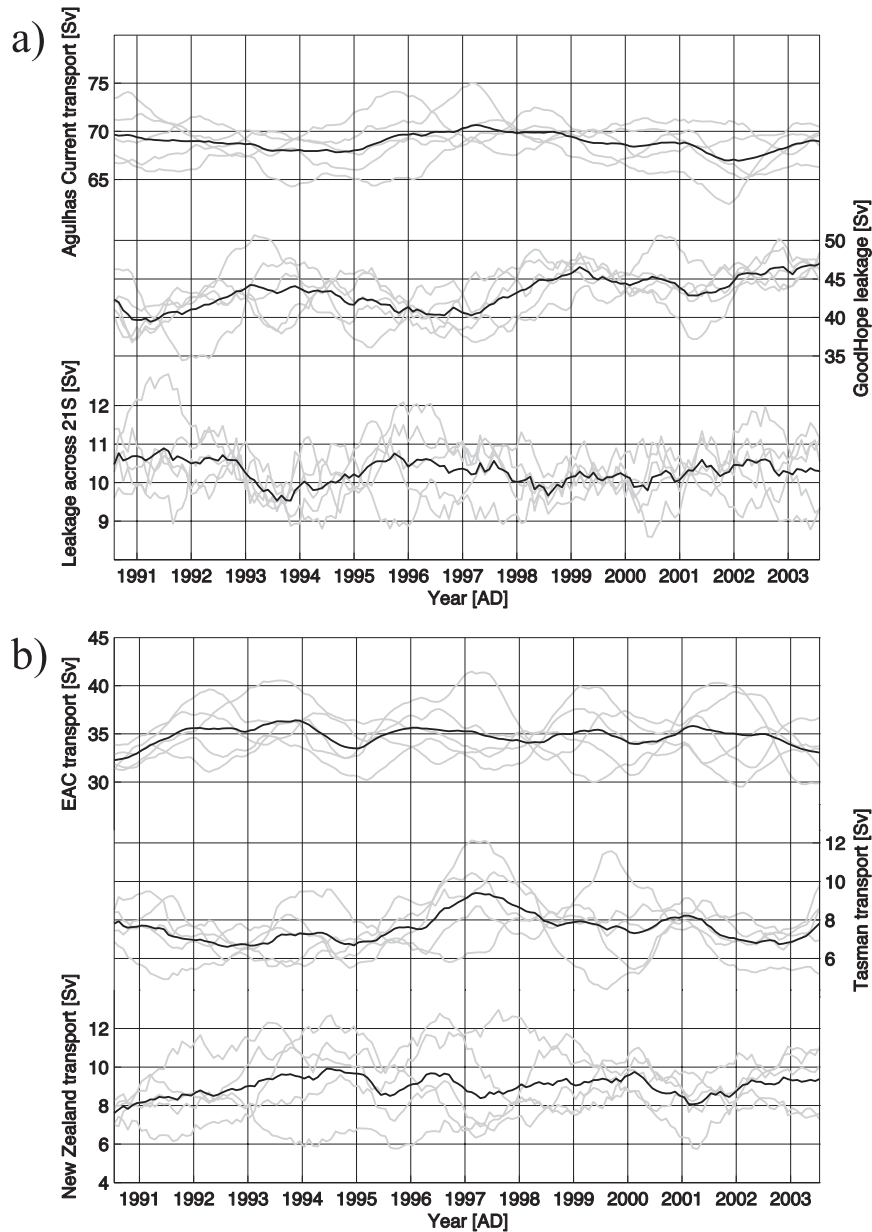 a)
Agulhas Current transport [Sv]
75
70
65
GoodHope leakage [Sv]
50
45
40
35
Leakage across 21S [Sv]
12
11
10
9
1991 1992 1993 1994 1995 1996 1997 1998 1999 2000 2001 2002 2003
Year [AD]
b)
EAC transport [Sv]
45
40
35
30
Tasman transport [Sv]
12
10
8
6
New Zealand transport [Sv]
12
10
8
6
4
1991 1992 1993 1994 1995 1996 1997 1998 1999 2000 2001 2002 2003
Year [AD]